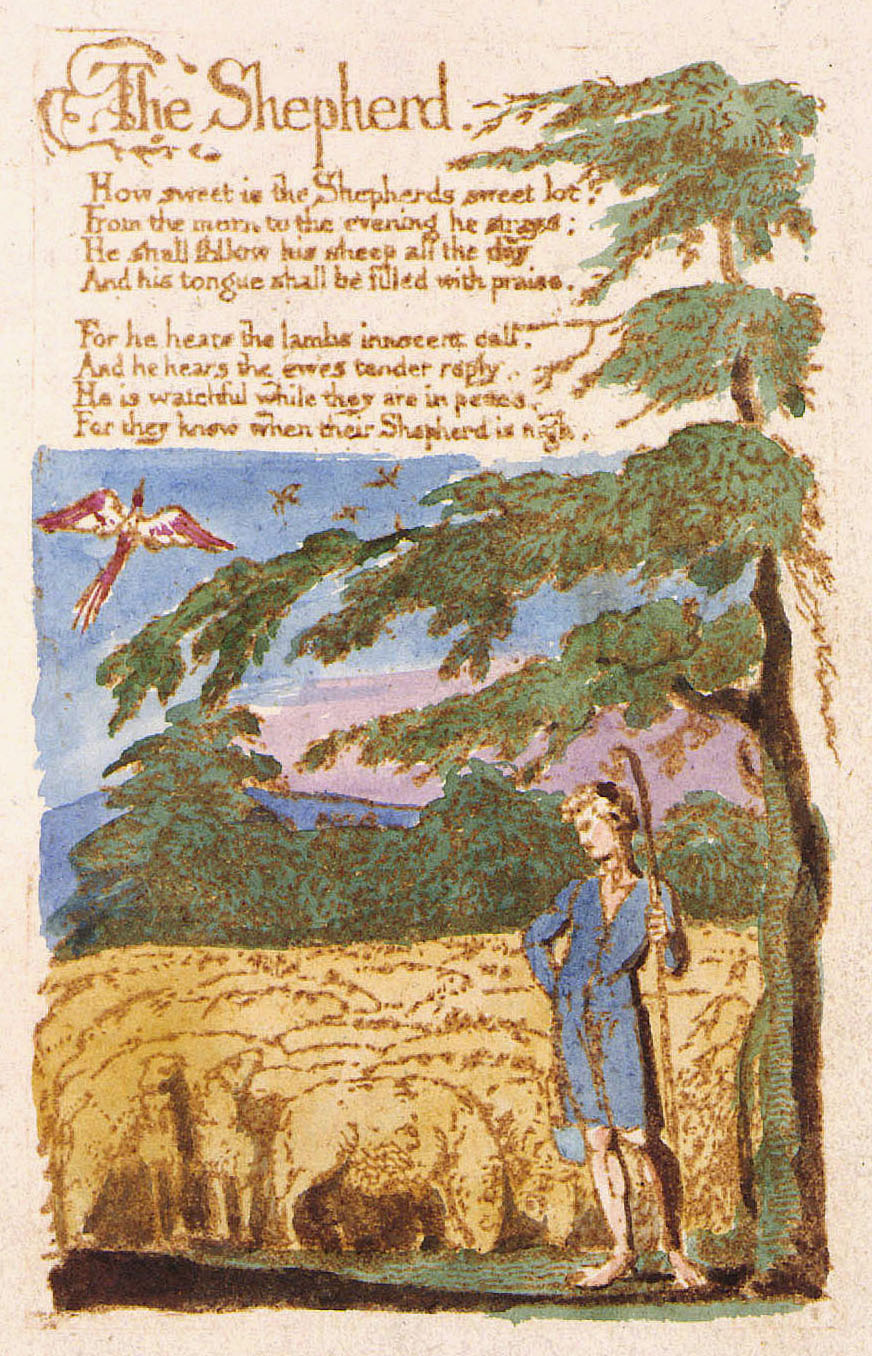 The Shepherd.
How sweet is the Shepherds sweet lot,
From the morn to the evening he strays:
He shall follow his sheep all the day
And his tongue shall be filled with praise.
For he hears the lambs innocent call.
And he hears the ewes tender reply.
He is watchful while they are in peace.
For they know when their Shepherd is nigh.